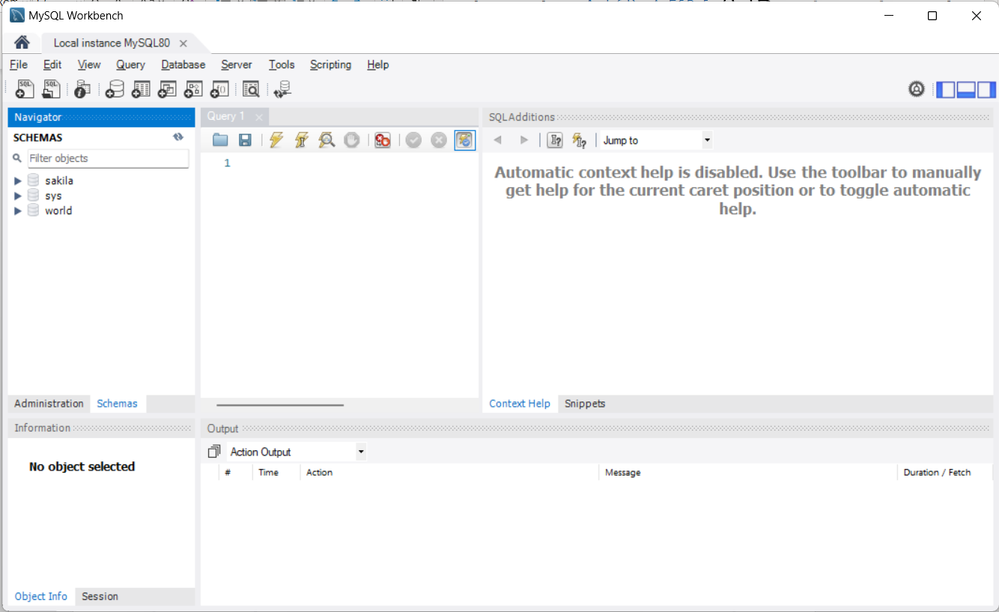 MySQL Workbench
Local instance MySQL80
File Edit View Query Database Server Tools Scripting Help
Navigator
SCHEMAS
Filter objects
sakila
sys
world
Administration Schemas
Information
No object selected
Object Info Session
Query 1
1
SQLAdditions
Jump to
Automatic context help is disabled. Use the toolbar to manually
get help for the current caret position or to toggle automatic
help.
Context Help Snippets
Output
Action Output
# Time Action Message Duration / Fetch